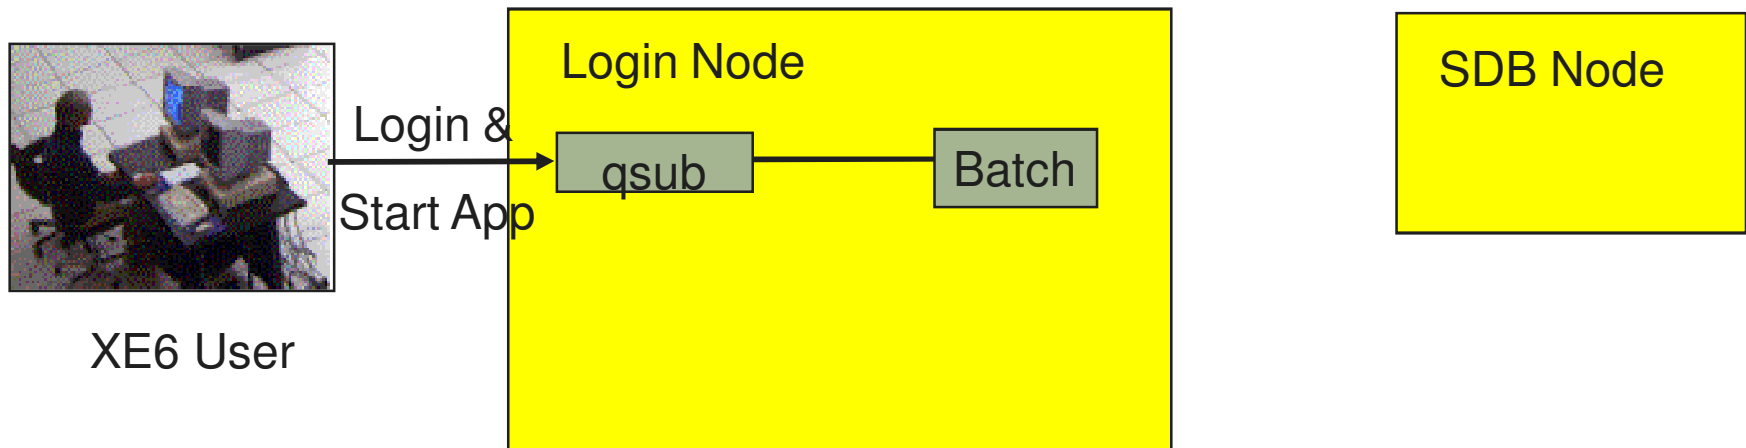 Login Node
SDB Node
Login &
Start App
qsub
Batch
XE6 User